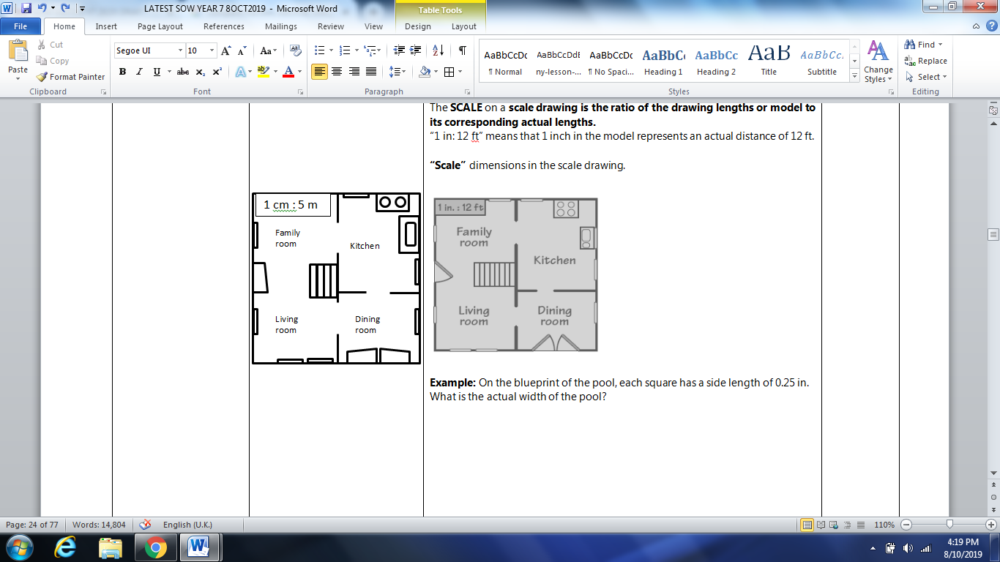 LATEST SOW YEAR 7 8OCT2019 - Microsoft Word
Table Tools
File Home Insert Page Layout References Mailings Review View Design Layout
Paste
Cut
Copy
Format Painter
Clipboard
Segoe UI 10
Font
Paragraph
AaBbCcDc AaBbCcDdE AaBbCcDc AaBbC AaBbCc AaB AaBbCc
¶ Normal ny-lesson-... ¶ No Spaci... Heading 1 Heading 2 Title Subtitle
Change
Styles
Styles
Find
Replace
Select
Editing
The SCALE on a scale drawing is the ratio of the drawing lengths or model to
its corresponding actual lengths.
“1 in: 12 ft” means that 1 inch in the model represents an actual distance of 12 ft.
“Scale” dimensions in the scale drawing.
1 cm : 5 m
Family
room
Kitchen
Living
room
Dining
room
1 in. : 12 ft
Family
room
Kitchen
Living
room
Dining
room
Example: On the blueprint of the pool, each square has a side length of 0.25 in.
What is the actual width of the pool?
Page: 24 of 77 Words: 14,804 English (U.K.) 110%
4:19 PM
8/10/2019